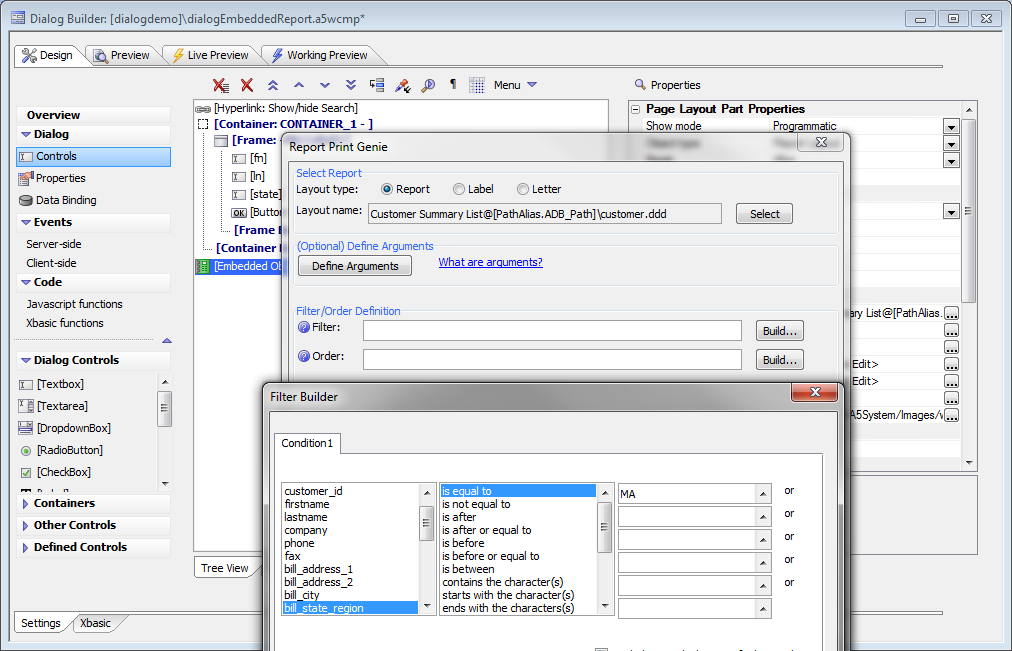 Dialog Builder: [dialogdemo]\dialogEmbeddedReport.a5wcmp*
Design
Preview
Live Preview
Working Preview
Menu
Properties
Overview
Dialog
Controls
Properties
Data Binding
Events
Server-side
Client-side
Code
Javascript functions
Xbasic functions
Dialog Controls
[Textbox]
[Textarea]
[DropdownBox]
[RadioButton]
[CheckBox]
Containers
Other Controls
Defined Controls
[Hyperlink: Show/hide Search]
[Container: CONTAINER_1 - ]
[Frame:
[fn]
[ln]
[state]
OK [Button
[Frame
[Container
[Embedded
Tree View
Settings
Xbasic
Page Layout Part Properties
Show mode Programmatic
ary List@[PathAlias.
Edit>
Edit>
A5System/Images/
Report Print Genie
Select Report
Layout type: Report Label Letter
Layout name: Customer Summary List@[PathAlias.ADB_Path]\customer.ddd Select
(Optional) Define Arguments
Define Arguments What are arguments?
Filter/Order Definition
Filter: Build...
Order: Build...
Filter Builder
Condition1
customer_id
firstname
lastname
company
phone
fax
bill_address_1
bill_address_2
bill_city
bill_state_region
is equal to
is not equal to
is after
is after or equal to
is before
is before or equal to
is between
contains the character(s)
starts with the character(s)
ends with the characters(s)
MA or
or
or
or
or